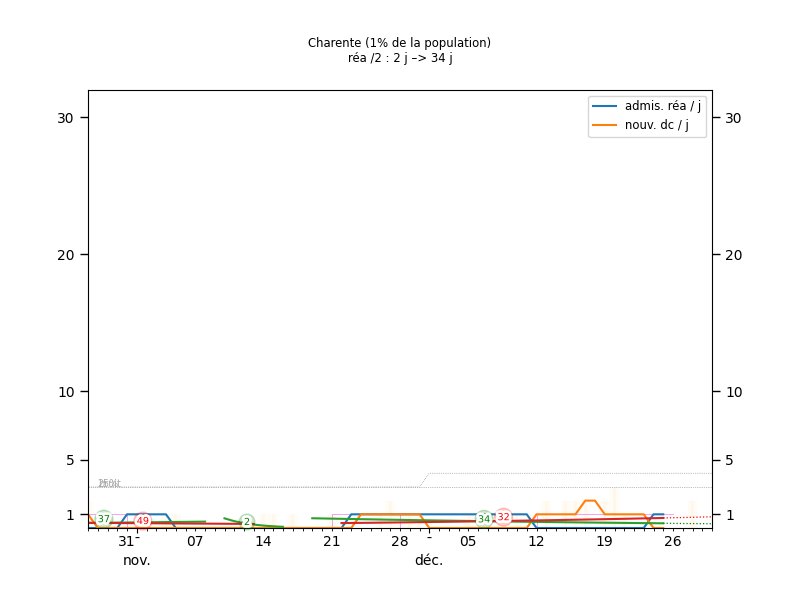 Charente (1% de la population)
réa /2 : 2 j –> 34 j
admis. réa / j
nouv. dc / j
30 30
20 20
10 10
5 5
1 1
37 49 2 34 32
31 07 14 21 28 05 12 19 26
nov. déc.